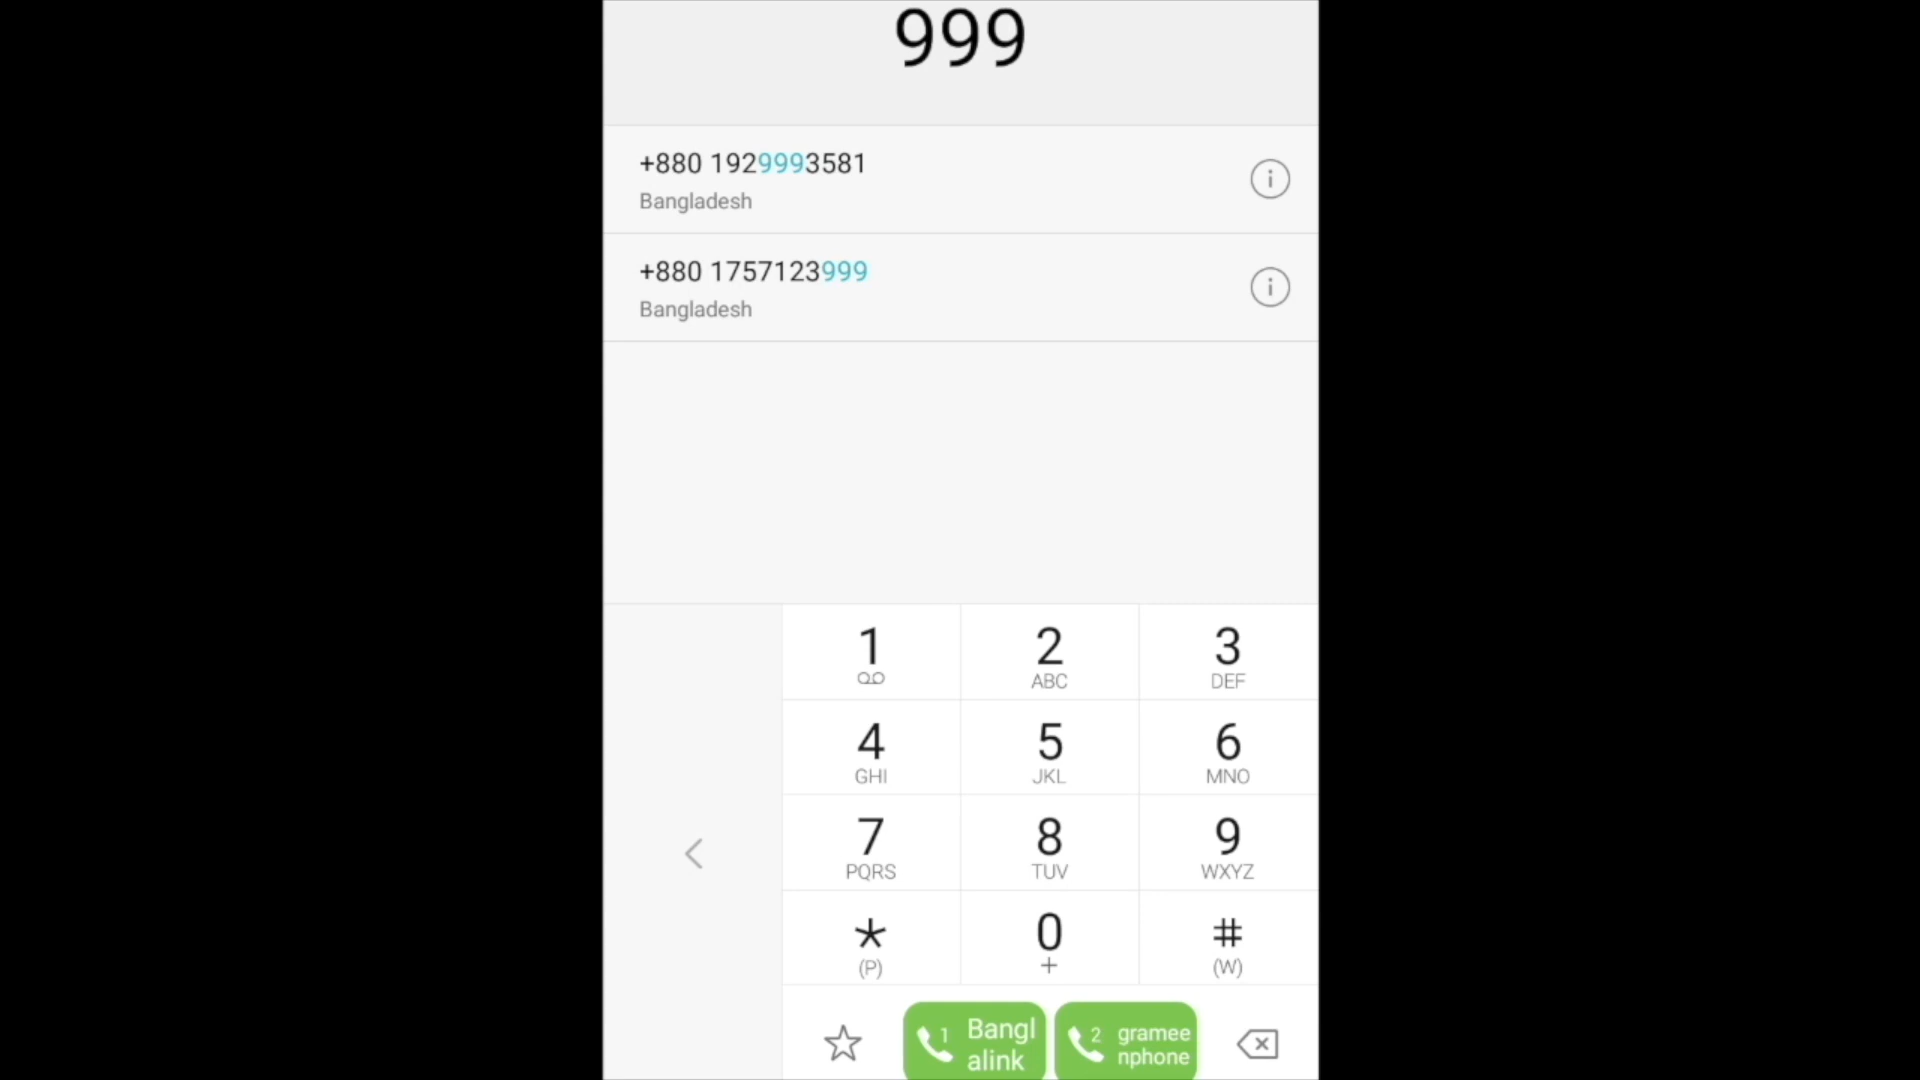 999
+880 1929993581
Bangladesh
+880 1757123999
Bangladesh
1 2 3
ABC DEF
4 5 6
GHI JKL MNO
7 8 9
PQRS TUV WXYZ
* 0 #
(P) + (W)
1 Bangl
alink
2 gramee
nphone